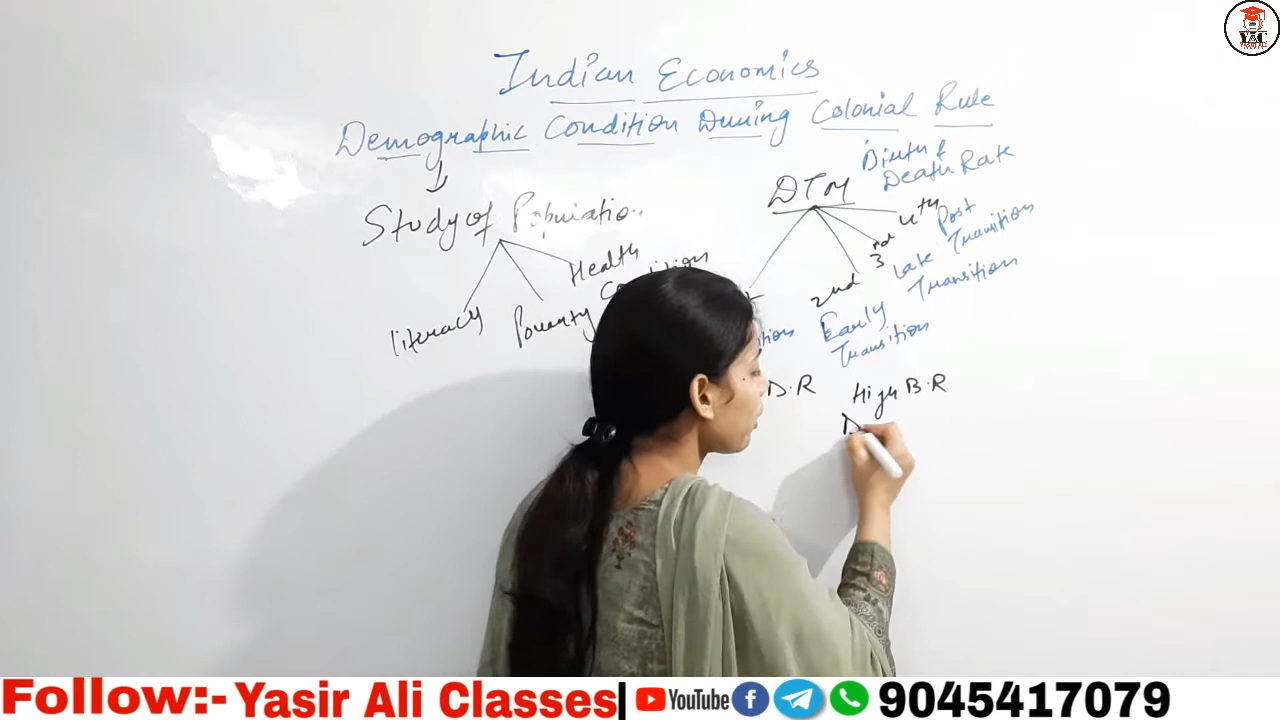 Indian Economics
Demographic Condition During Colonial Rule
Study of Population
literacy
Poverty
Health
DTM
Birth &
Death Rate
2nd
3rd
uth
Early
Transition
Late Transition
Post
Transition
D.R
High B.R
D
Follow:- Yasir Ali Classes| YouTube 9045417079